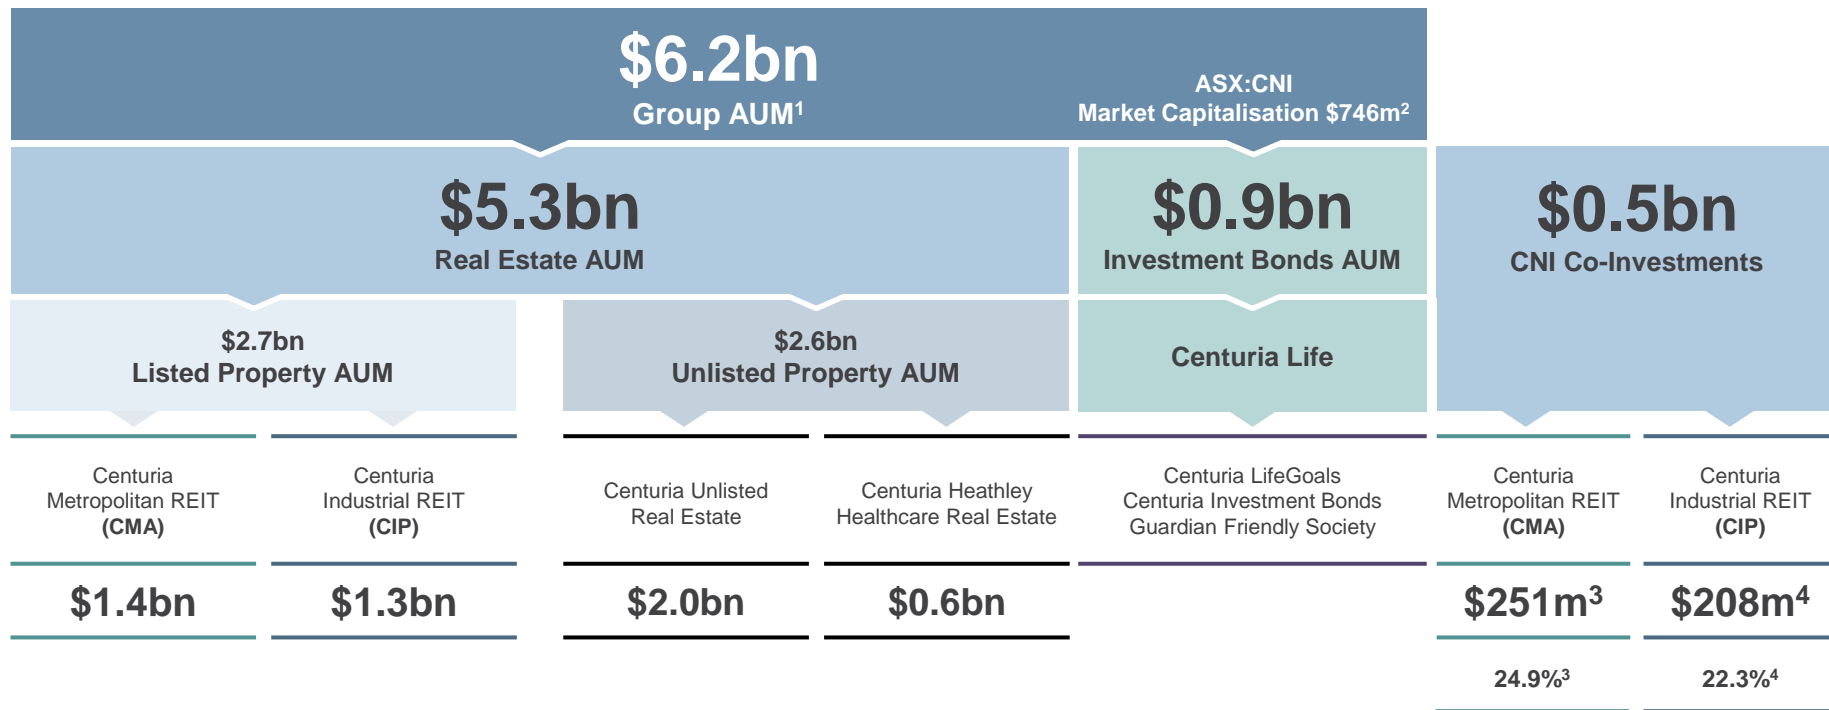 $6.2bn
Group AUM¹
ASX:CNI
Market Capitalisation $746m²
$5.3bn
Real Estate AUM
$0.9bn
Investment Bonds AUM
$0.5bn
CNI Co-Investments
$2.7bn
Listed Property AUM
$2.6bn
Unlisted Property AUM
Centuria Life
Centuria
Metropolitan REIT
(CMA)
Centuria
Industrial REIT
(CIP)
Centuria Unlisted
Real Estate
Centuria Heathley
Healthcare Real Estate
Centuria LifeGoals
Centuria Investment Bonds
Guardian Friendly Society
Centuria
Metropolitan REIT
(CMA)
Centuria
Industrial REIT
(CIP)
$1.4bn
$1.3bn
$2.0bn
$0.6bn
$251m³
$208m⁴
24.9%³
22.3%⁴